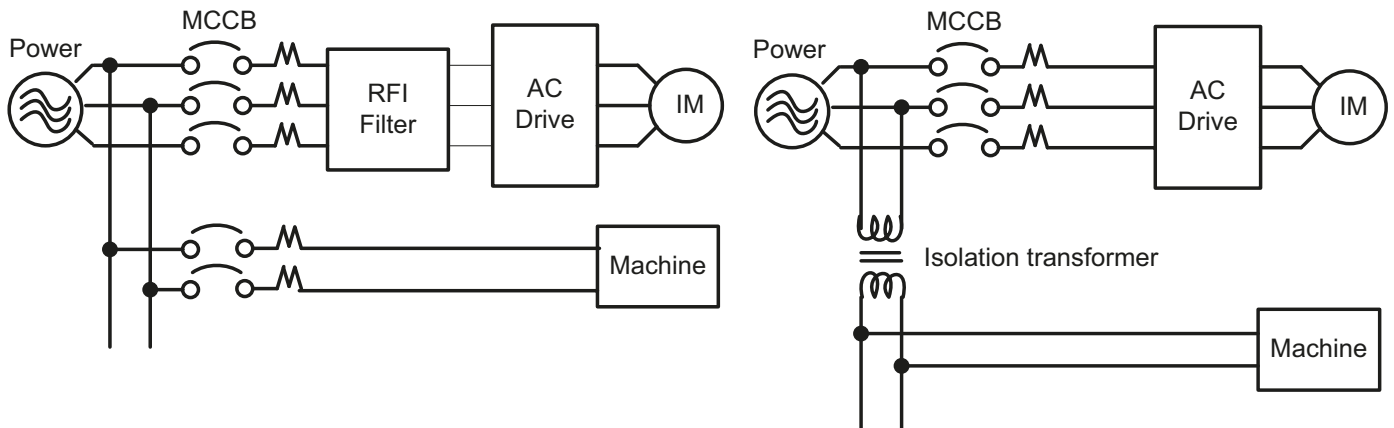 MCCB
Power
RFI
Filter
AC
Drive
IM
Machine
MCCB
Power
AC
Drive
IM
Isolation transformer
Machine